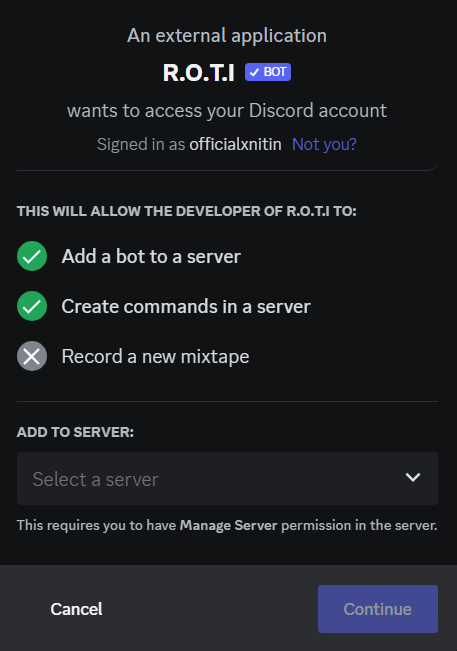 An external application
R.O.T.I BOT
wants to access your Discord account
Signed in as officialxnitin Not you?
THIS WILL ALLOW THE DEVELOPER OF R.O.T.I TO:
Add a bot to a server
Create commands in a server
Record a new mixtape
ADD TO SERVER:
Select a server
This requires you to have Manage Server permission in the server.
Cancel Continue